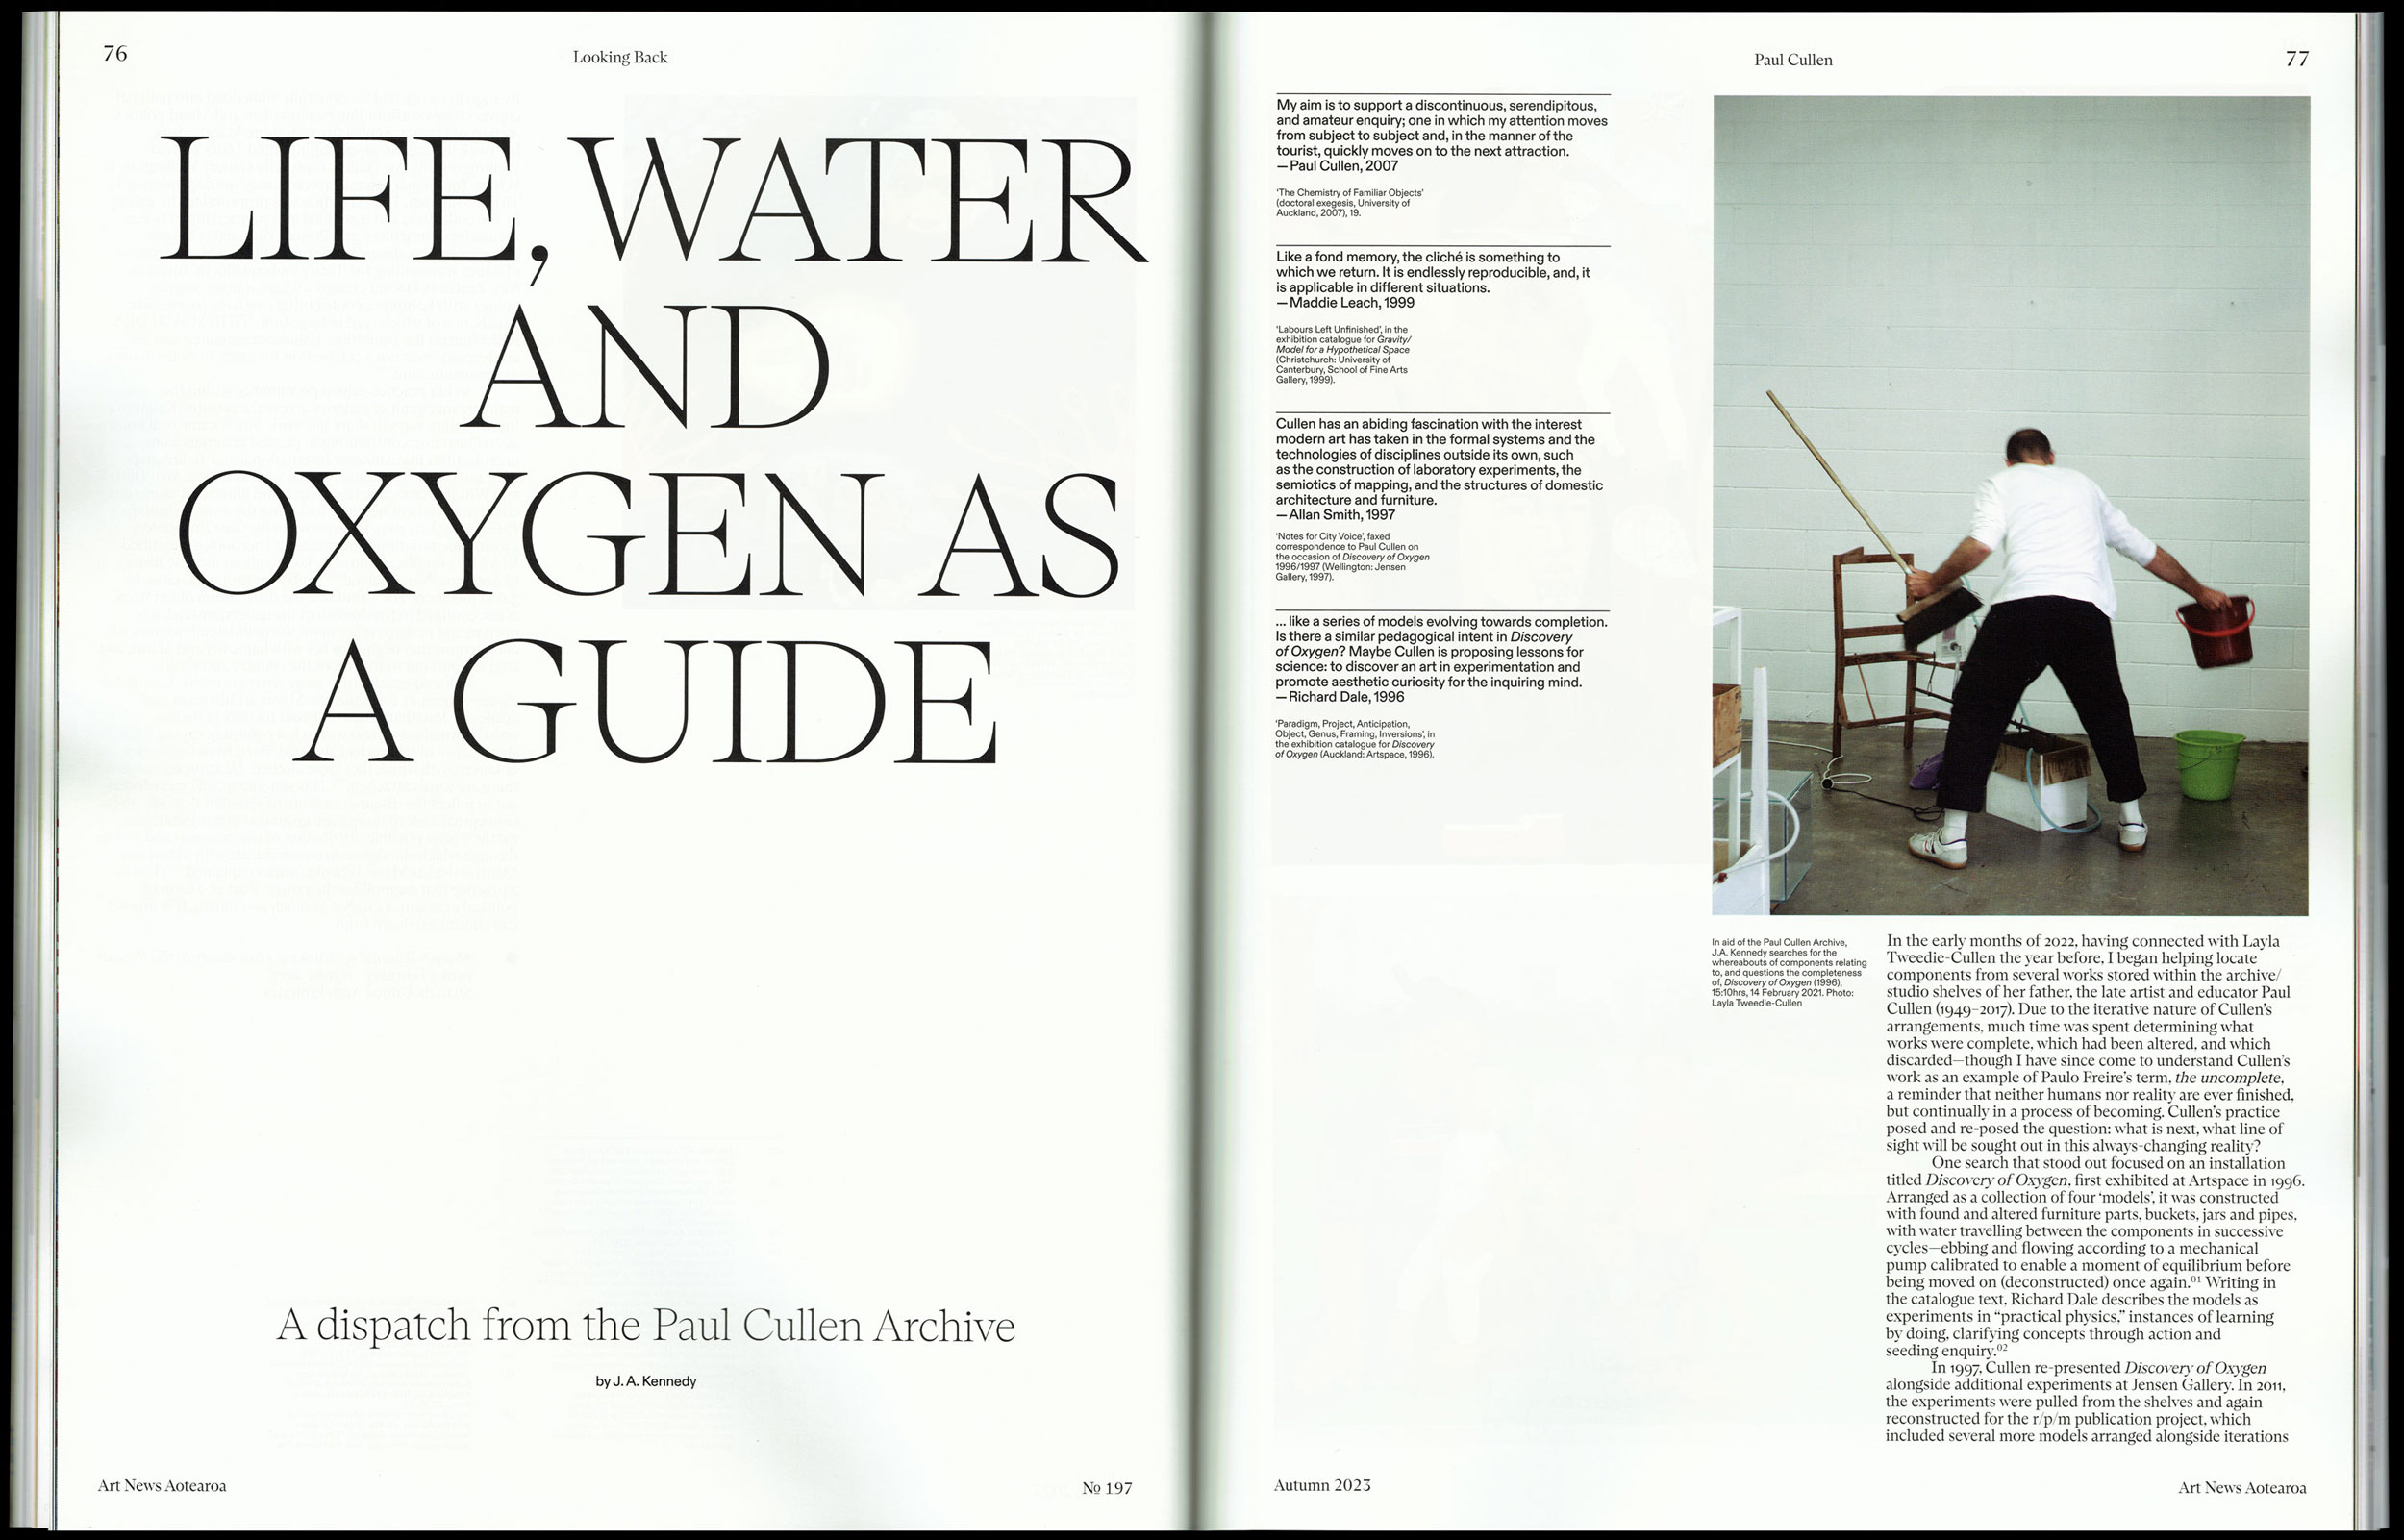 76
Looking Back
LIFE, WATER
AND
OXYGEN AS
A GUIDE
A dispatch from the Paul Cullen Archive
by J. A. Kennedy
Art News Aotearoa
№ 197
Paul Cullen
77
My aim is to support a discontinuous, serendipitous,
and amateur enquiry; one in which my attention moves
from subject to subject and, in the manner of the
tourist, quickly moves on to the next attraction.
— Paul Cullen, 2007
'The Chemistry of Familiar Objects'
(doctoral exegesis, University of
Auckland, 2007), 19.
Like a fond memory, the cliché is something to
which we return. It is endlessly reproducible, and, it
is applicable in different situations.
— Maddie Leach, 1999
'Labours Left Unfinished', in the
exhibition catalogue for Gravity/
Model for a Hypothetical Space
(Christchurch: University of
Canterbury, School of Fine Arts
Gallery, 1999).
Cullen has an abiding fascination with the interest
modern art has taken in the formal systems and the
technologies of disciplines outside its own, such
as the construction of laboratory experiments, the
semiotics of mapping, and the structures of domestic
architecture and furniture.
— Allan Smith, 1997
'Notes for City Voice', faxed
correspondence to Paul Cullen on
the occasion of Discovery of Oxygen
1996/1997 (Wellington: Jensen
Gallery, 1997).
... like a series of models evolving towards completion.
Is there a similar pedagogical intent in Discovery
of Oxygen? Maybe Cullen is proposing lessons for
science: to discover an art in experimentation and
promote aesthetic curiosity for the inquiring mind.
— Richard Dale, 1996
'Paradigm, Project, Anticipation,
Object, Genus, Framing, Inversions', in
the exhibition catalogue for Discovery
of Oxygen (Auckland: Artspace, 1996).
In aid of the Paul Cullen Archive,
J.A. Kennedy searches for the
whereabouts of components relating
to, and questions the completeness
of, Discovery of Oxygen (1996),
15:10hrs, 14 February 2021. Photo:
Layla Tweedie-Cullen
In the early months of 2022, having connected with Layla
Tweedie-Cullen the year before, I began helping locate
components from several works stored within the archive/
studio shelves of her father, the late artist and educator Paul
Cullen (1949–2017). Due to the iterative nature of Cullen's
arrangements, much time was spent determining what
works were complete, which had been altered, and which
discarded—though I have since come to understand Cullen's
work as an example of Paulo Freire's term, the uncomplete,
a reminder that neither humans nor reality are ever finished,
but continually in a process of becoming. Cullen's practice
posed and re-posed the question: what is next, what line of
sight will be sought out in this always-changing reality?
One search that stood out focused on an installation
titled Discovery of Oxygen, first exhibited at Artspace in 1996.
Arranged as a collection of four 'models', it was constructed
with found and altered furniture parts, buckets, jars and pipes,
with water travelling between the components in successive
cycles—ebbing and flowing according to a mechanical
pump calibrated to enable a moment of equilibrium before
being moved on (deconstructed) once again.01 Writing in
the catalogue text, Richard Dale describes the models as
experiments in "practical physics," instances of learning
by doing, clarifying concepts through action and
seeding enquiry.02
In 1997, Cullen re-presented Discovery of Oxygen
alongside additional experiments at Jensen Gallery. In 2011,
the experiments were pulled from the shelves and again
reconstructed for the r/p/m publication project, which
included several more models arranged alongside iterations
Autumn 2023
Art News Aotearoa